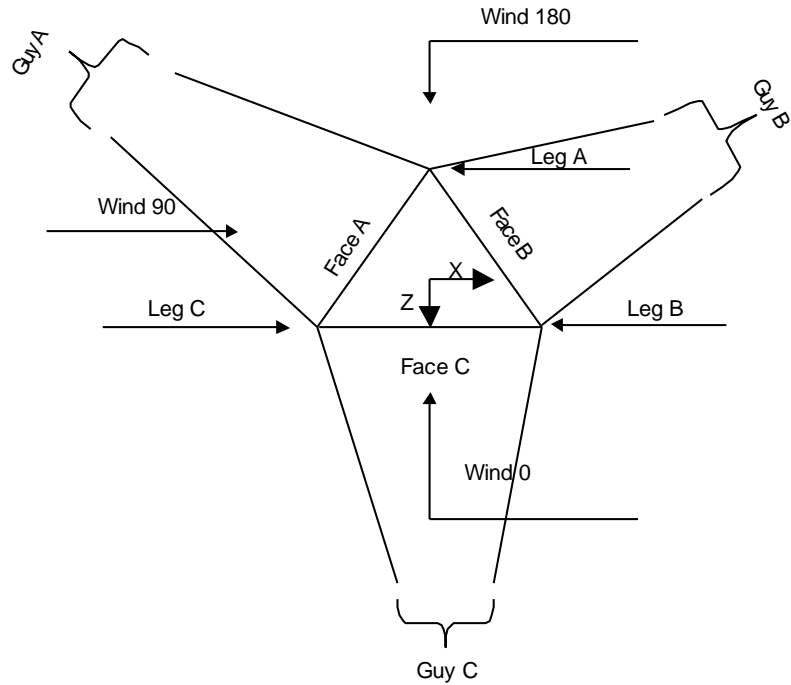 Wind 180
Guy A
Guy B
Leg A
Wind 90
Face A
Face B
X
Z
Leg C
Leg B
Face C
Wind 0
Guy C